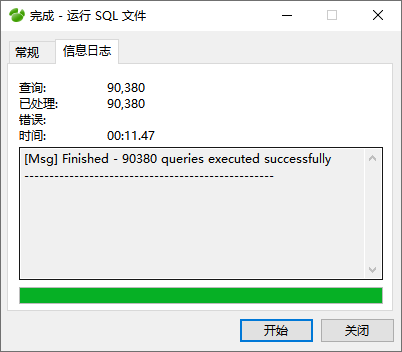 完成 - 运行 SQL 文件
常规 信息日志
查询: 90,380
已处理: 90,380
错误:
时间: 00:11.47
[Msg] Finished - 90380 queries executed successfully
--------------------------------------------------
开始 关闭